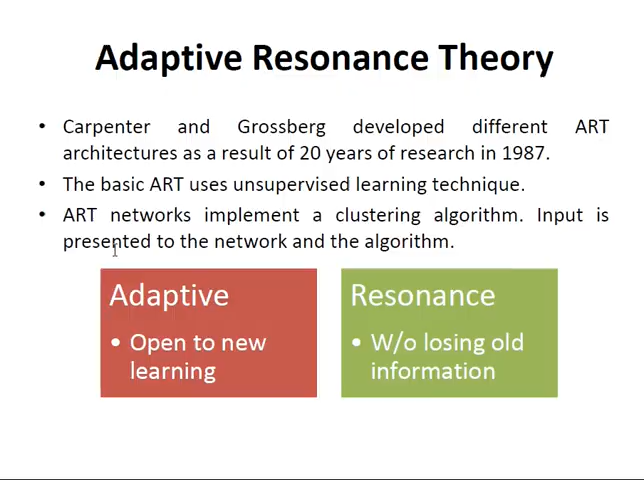 Adaptive Resonance Theory
• Carpenter and Grossberg developed different ART
architectures as a result of 20 years of research in 1987.
• The basic ART uses unsupervised learning technique.
• ART networks implement a clustering algorithm. Input is
presented to the network and the algorithm.
Adaptive
• Open to new
learning
Resonance
• W/o losing old
information